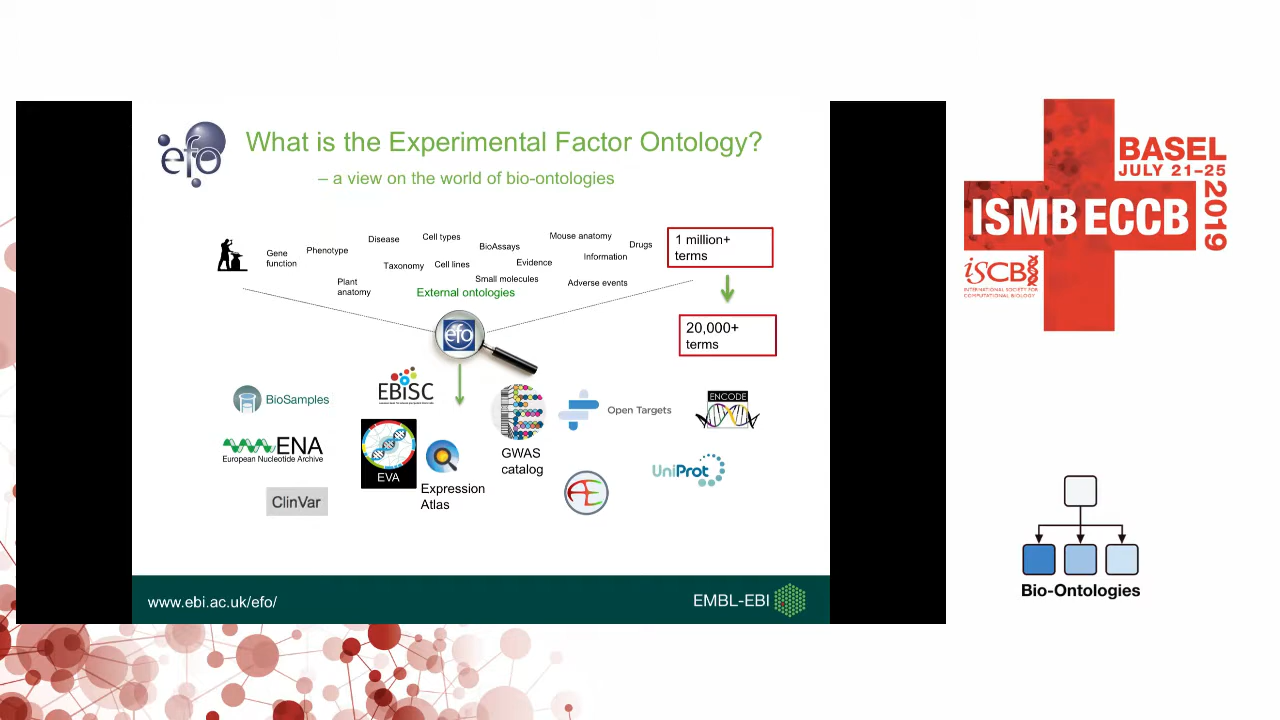 efo
What is the Experimental Factor Ontology?
– a view on the world of bio-ontologies
Gene
function
Phenotype
Disease
Cell types
BioAssays
Mouse anatomy
Drugs
Taxonomy
Cell lines
Evidence
Information
Plant
anatomy
Small molecules
Adverse events
External ontologies
1 million+
terms
efo
20,000+
terms
BioSamples
EBiSC
Open Targets
ENCODE
ENA
European Nucleotide Archive
EVA
Expression
Atlas
GWAS
catalog
AE
UniProt
ClinVar
www.ebi.ac.uk/efo/
EMBL-EBI
BASEL
JULY 21–25
2019
ISMB ECCB
ISCB
INTERNATIONAL SOCIETY FOR
COMPUTATIONAL BIOLOGY
Bio-Ontologies